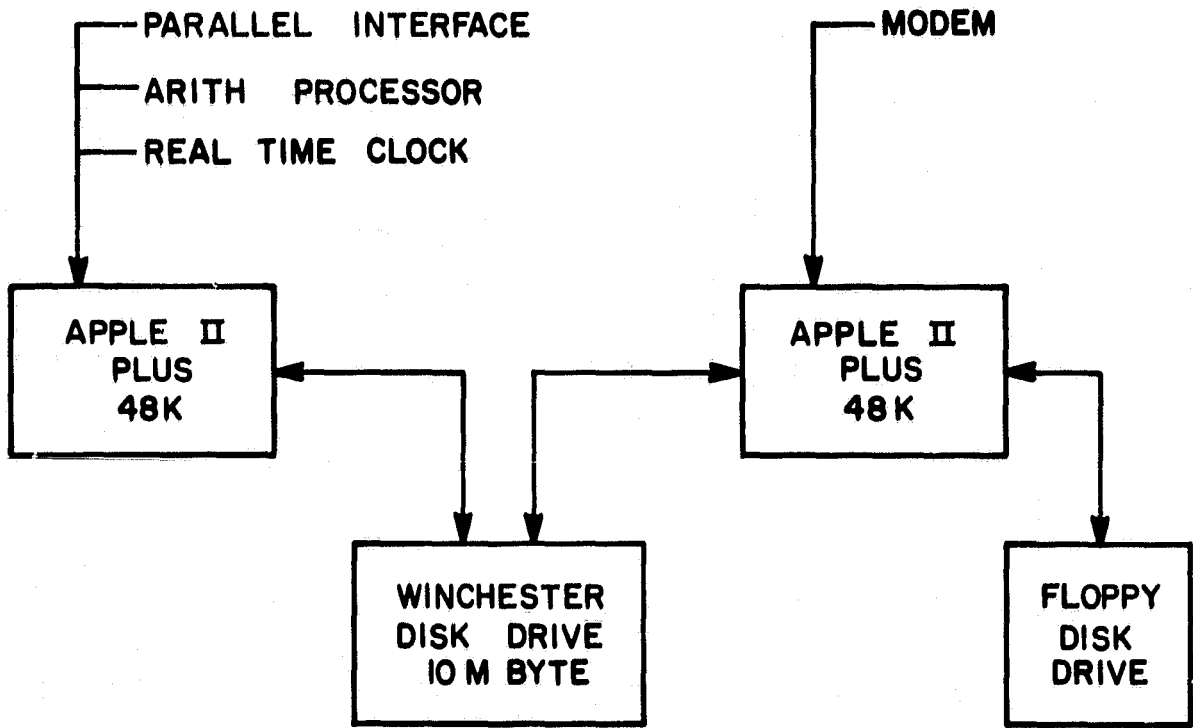 PARALLEL INTERFACE
ARITH PROCESSOR
REAL TIME CLOCK
MODEM
APPLE II
PLUS
48K
APPLE II
PLUS
48K
WINCHESTER
DISK DRIVE
10 M BYTE
FLOPPY
DISK
DRIVE